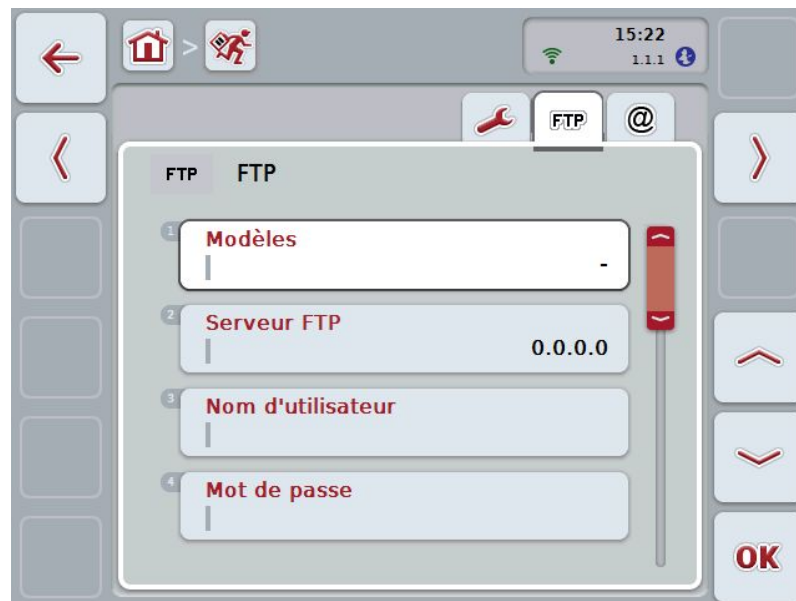 15:22
>
1.1.1
FTP
@
FTP FTP
1
Modèles
-
2
Serveur FTP
0.0.0.0
3
Nom d'utilisateur
4
Mot de passe
OK